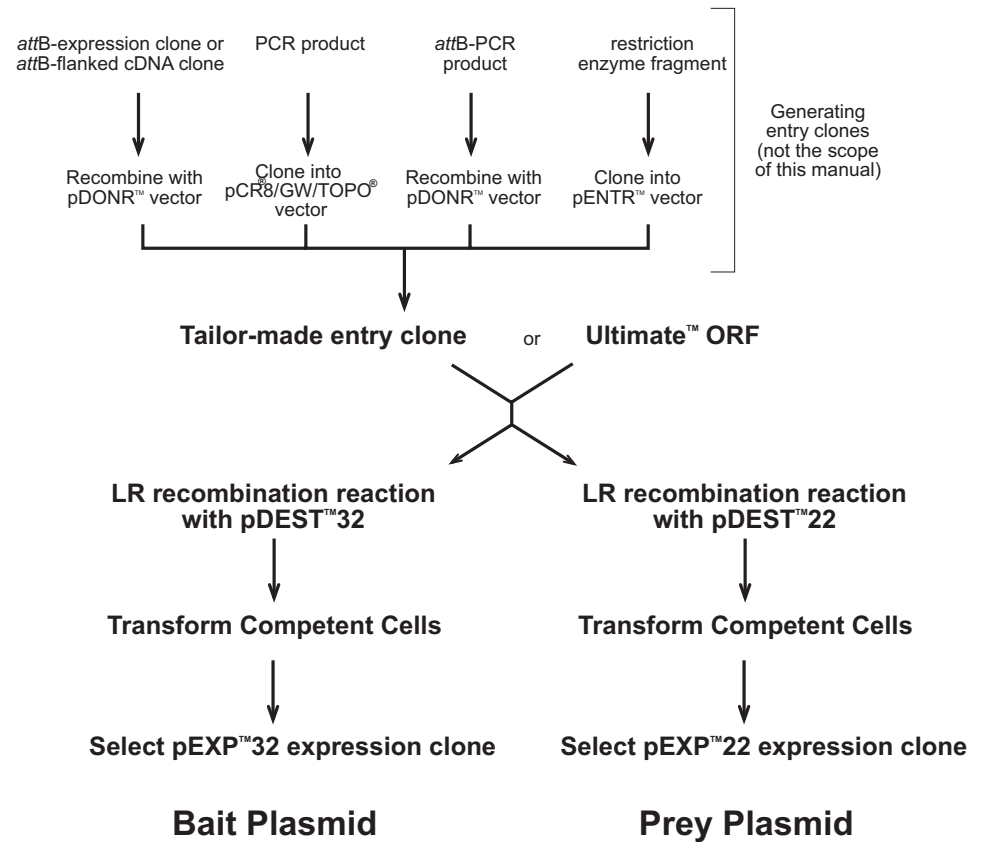 attB-expression clone or
attB-flanked cDNA clone
PCR product
attB-PCR
product
restriction
enzyme fragment
Generating
entry clones
(not the scope
of this manual)
Recombine with
pDONR™ vector
Clone into
pCR®8/GW/TOPO®
vector
Recombine with
pDONR™ vector
Clone into
pENTR™ vector
Tailor-made entry clone
or
Ultimate™ ORF
LR recombination reaction
with pDEST™32
LR recombination reaction
with pDEST™22
Transform Competent Cells
Transform Competent Cells
Select pEXP™32 expression clone
Select pEXP™22 expression clone
Bait Plasmid
Prey Plasmid